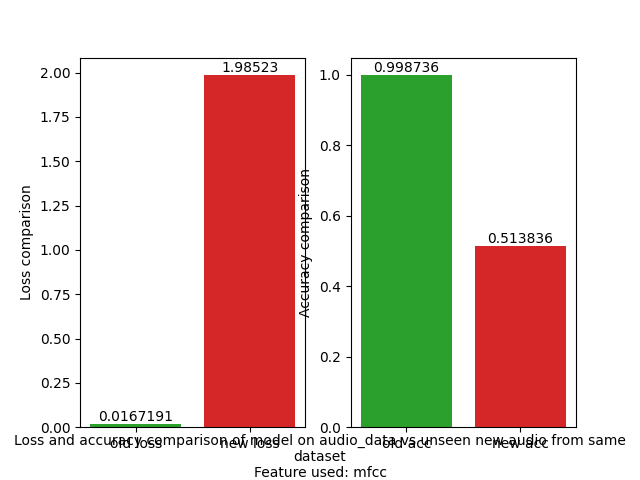 Loss comparison
2.00
1.75
1.50
1.25
1.00
0.75
0.50
0.25
0.00
0.0167191
1.98523
old loss
new loss
Accuracy comparison
1.0
0.8
0.6
0.4
0.2
0.0
0.998736
0.513836
old acc
new acc
Loss and accuracy comparison of model on audio_data vs unseen new audio from same
dataset
Feature used: mfcc